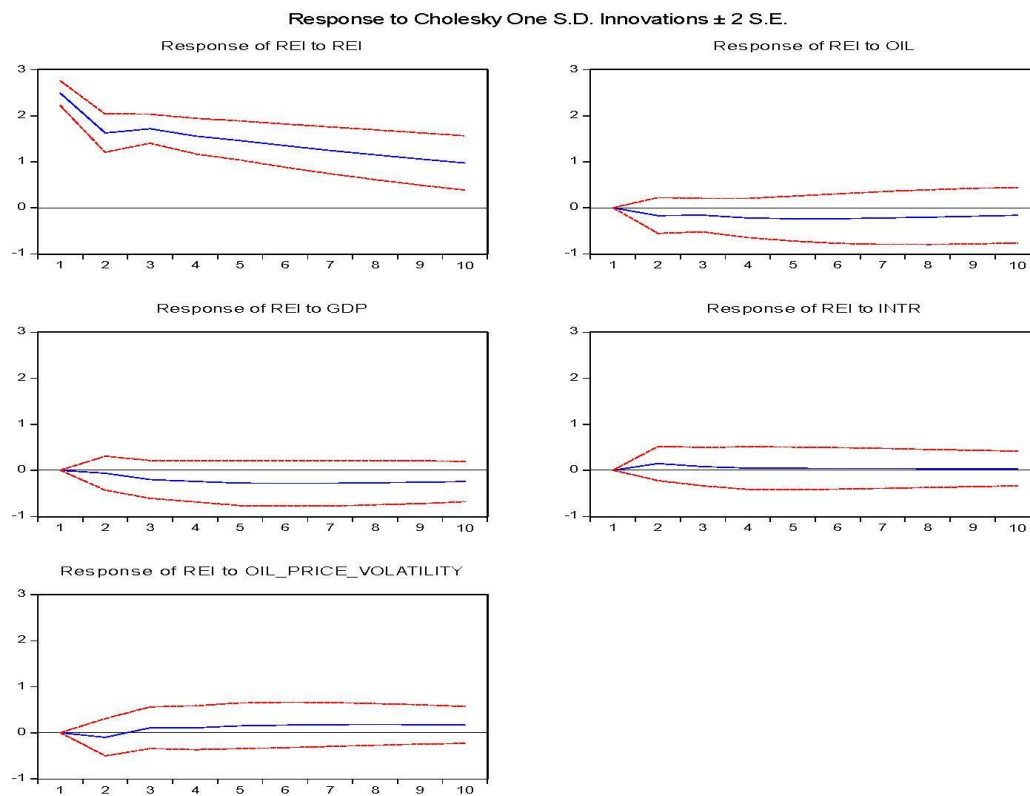 Response to Cholesky One S.D. Innovations ± 2 S.E.
Response of REI to REI
3
2
1
0
-1
1 2 3 4 5 6 7 8 9 10
Response of REI to OIL
3
2
1
0
-1
1 2 3 4 5 6 7 8 9 10
Response of REI to GDP
3
2
1
0
-1
1 2 3 4 5 6 7 8 9 10
Response of REI to INTR
3
2
1
0
-1
1 2 3 4 5 6 7 8 9 10
Response of REI to OIL_PRICE_VOLATILITY
3
2
1
0
-1
1 2 3 4 5 6 7 8 9 10